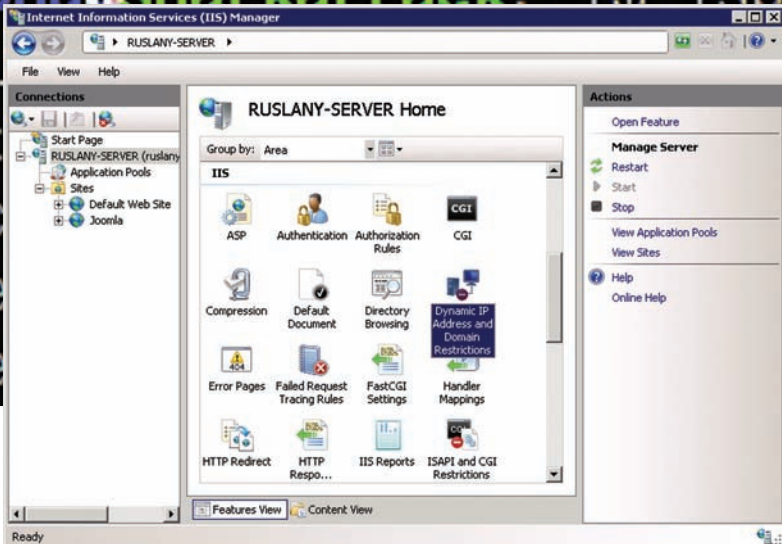 Internet Information Services (IIS) Manager
RUSLANY-SERVER
File View Help
Connections
Start Page
RUSLANY-SERVER (ruslany
Application Pools
Sites
Default Web Site
Joomla
RUSLANY-SERVER Home
Group by: Area
IIS
ASP
Authentication
Authorization
Rules
CGI
CGI
Compression
Default
Document
Directory
Browsing
Dynamic IP
Address and
Domain
Restrictions
404
Error Pages
Failed Request
Tracing Rules
FastCGI
Settings
Handler
Mappings
HTTP Redirect
HTTP
Respo...
IIS Reports
ISAPI and CGI
Restrictions
Features View Content View
Actions
Open Feature
Manage Server
Restart
Start
Stop
View Application Pools
View Sites
Help
Online Help
Ready